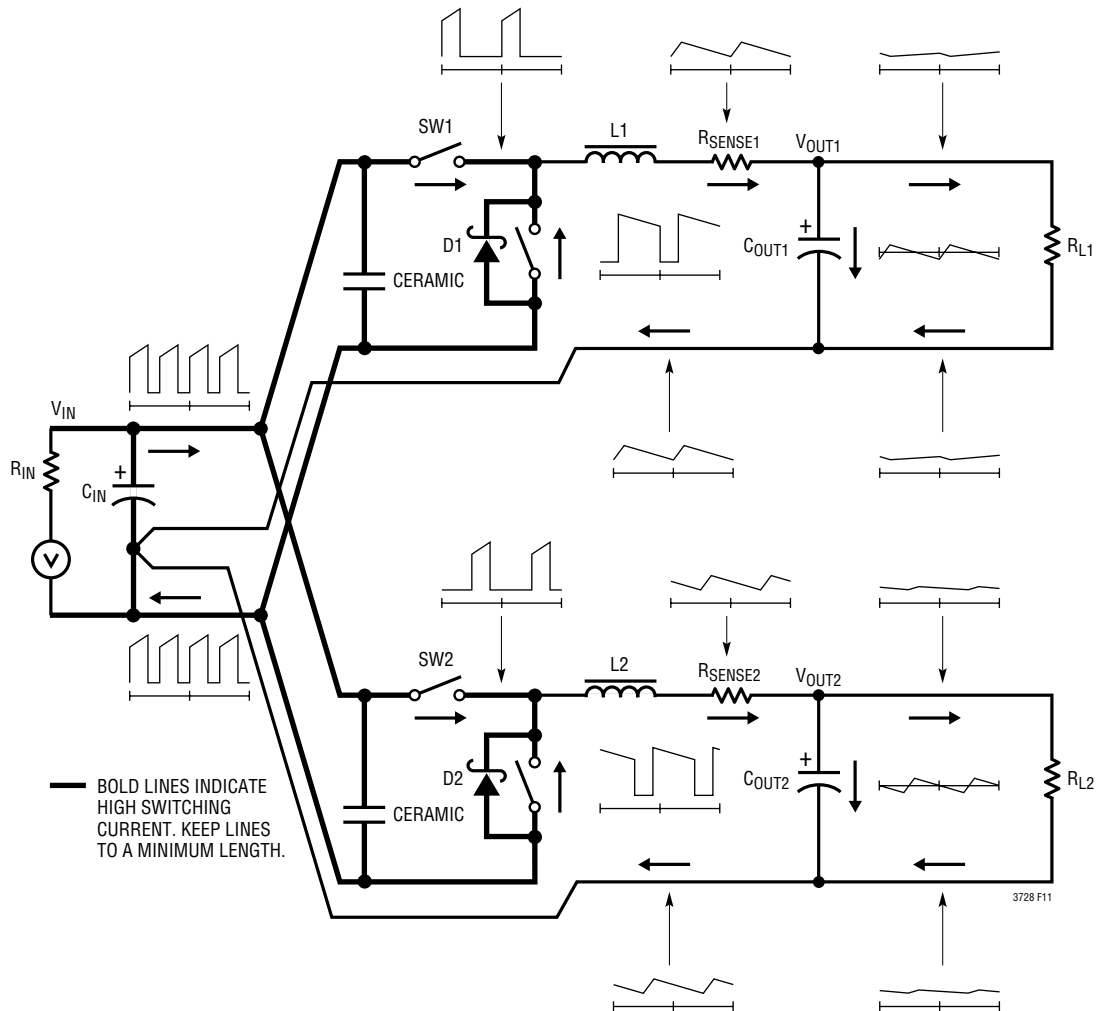 SW1
L1
RSENSE1
VOUT1
D1
CERAMIC
+
COUT1
RL1
VIN
RIN
+
CIN
V
SW2
L2
RSENSE2
VOUT2
D2
CERAMIC
+
COUT2
RL2
BOLD LINES INDICATE
HIGH SWITCHING
CURRENT. KEEP LINES
TO A MINIMUM LENGTH.
3728 F11